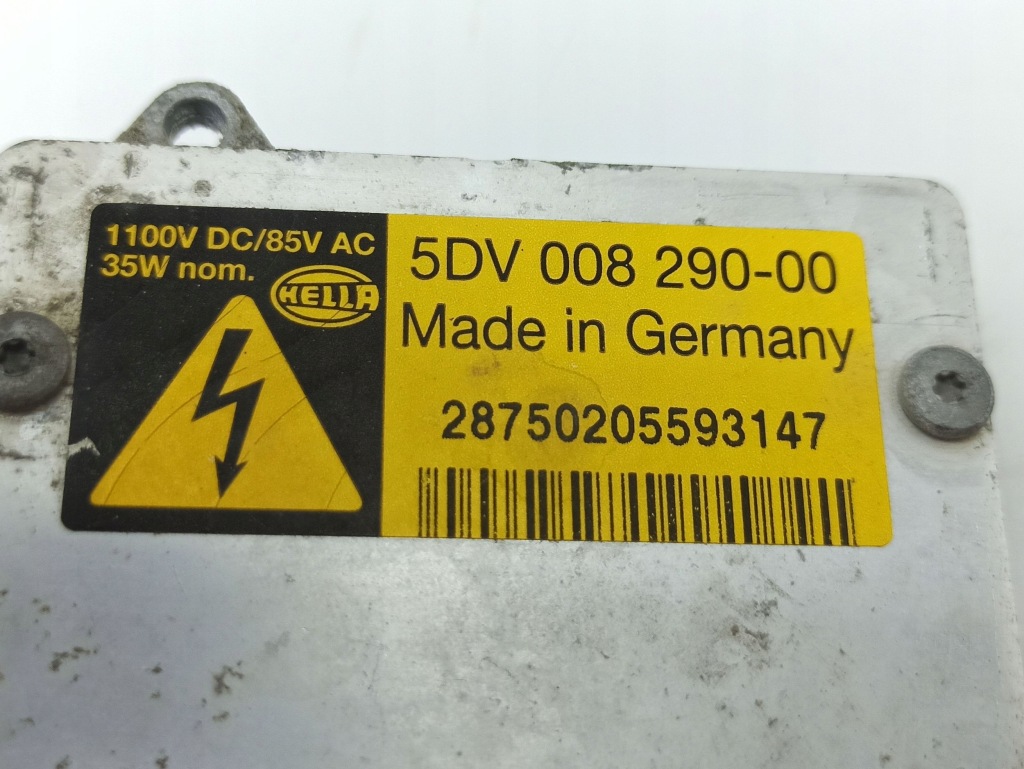 1100V DC/85V AC
35W nom.
HELLA
5DV 008 290-00
Made in Germany
28750205593147